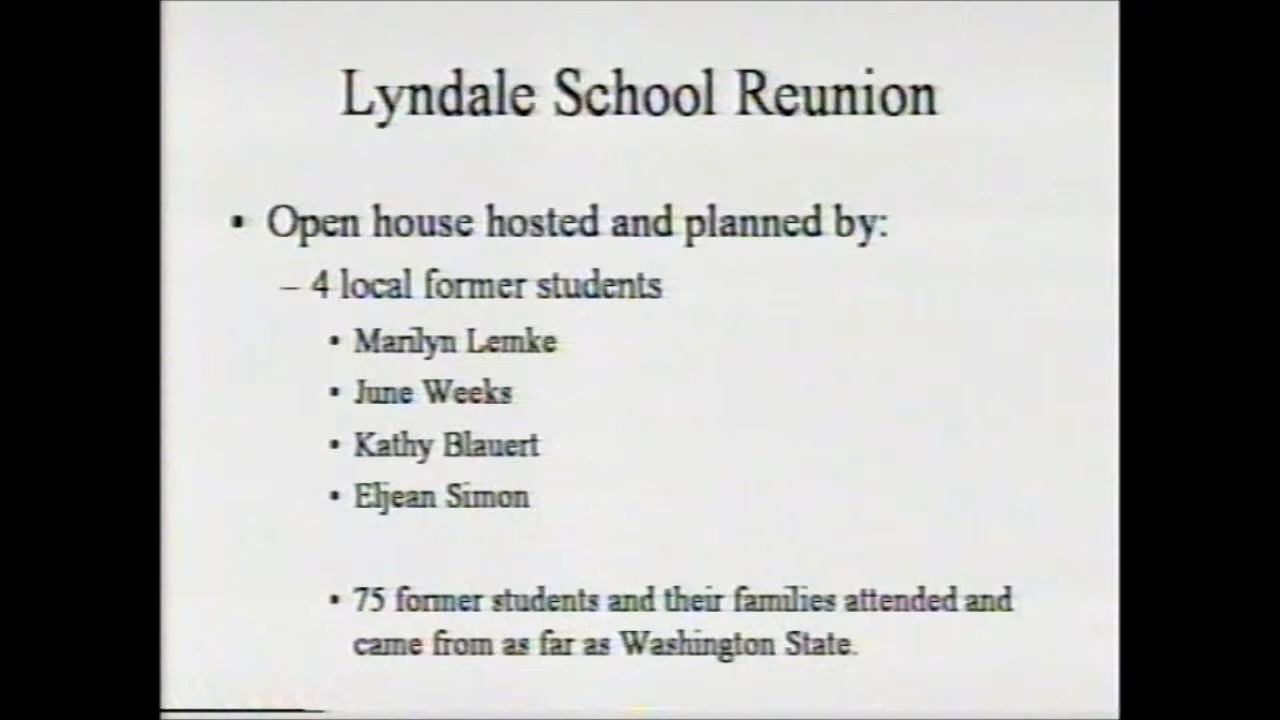 Lyndale School Reunion
• Open house hosted and planned by:
– 4 local former students
• Marilyn Lemke
• June Weeks
• Kathy Blauert
• Eljean Simon
• 75 former students and their families attended and
came from as far as Washington State.